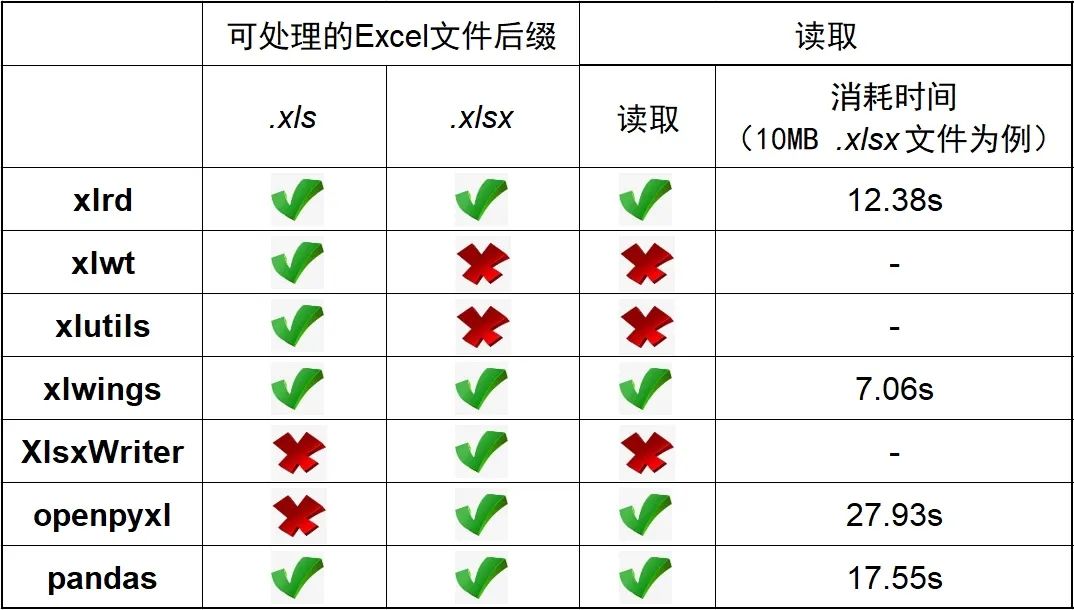 可处理的Excel文件后缀 读取
.xls .xlsx 读取 消耗时间
（10MB .xlsx 文件为例）
xlrd 12.38s
xlwt -
xlutils -
xlwings 7.06s
XlsxWriter -
openpyxl 27.93s
pandas 17.55s